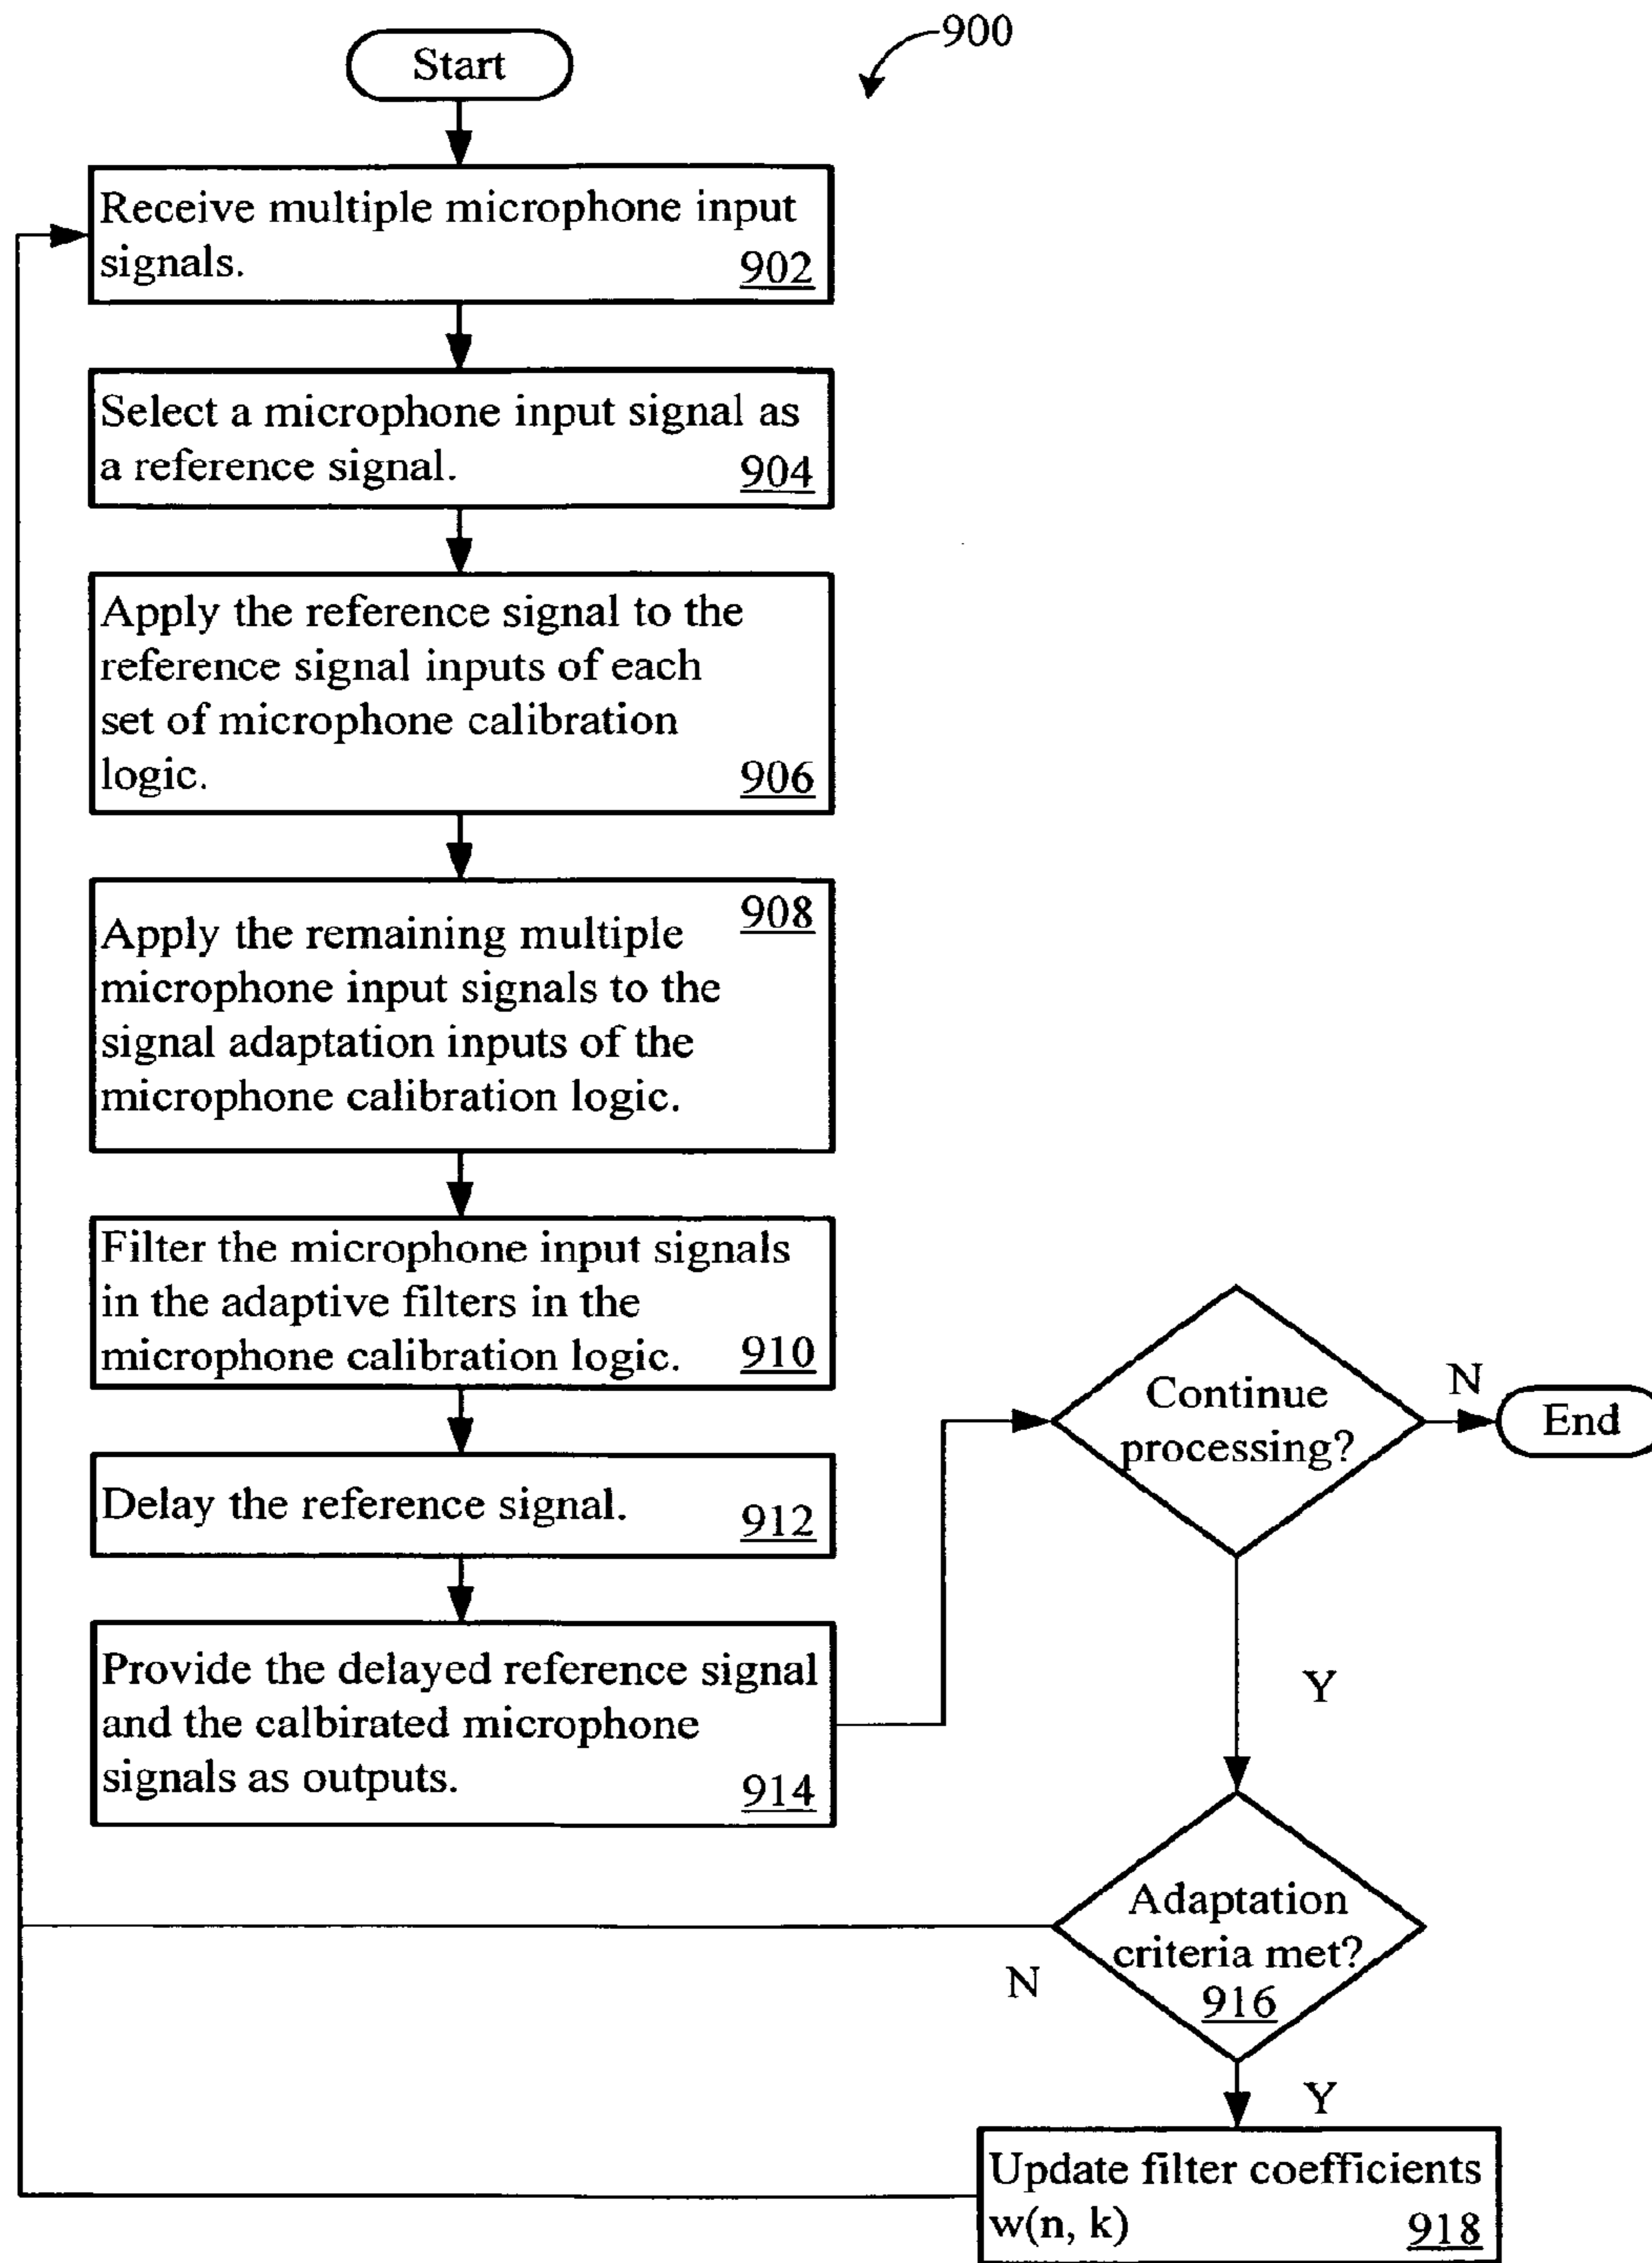 900
Start
Receive multiple microphone input
signals.
902
Select a microphone input signal as
a reference signal.
904
Apply the reference signal to the
reference signal inputs of each
set of microphone calibration
logic.
906
908
Apply the remaining multiple
microphone input signals to the
signal adaptation inputs of the
microphone calibration logic.
Filter the microphone input signals
in the adaptive filters in the
microphone calibration logic.
910
Delay the reference signal.
912
Provide the delayed reference signal
and the calbirated microphone
signals as outputs.
914
Continue
processing?
N
End
Y
Adaptation
criteria met?
916
N
Y
Update filter coefficients
w(n, k)
918